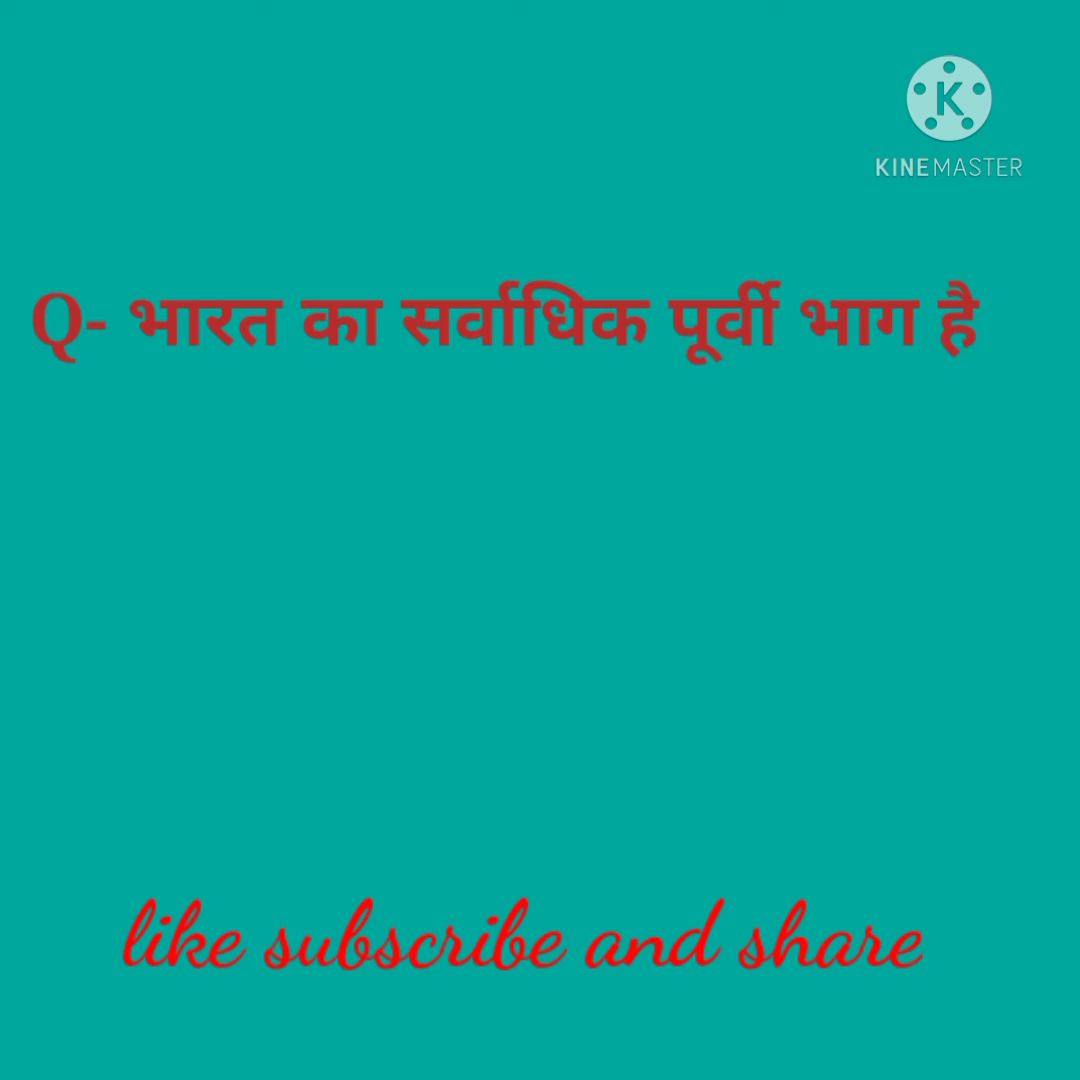 K
KINEMASTER
Q- भारत का सर्वाधिक पूर्वी भाग है
like subscribe and share